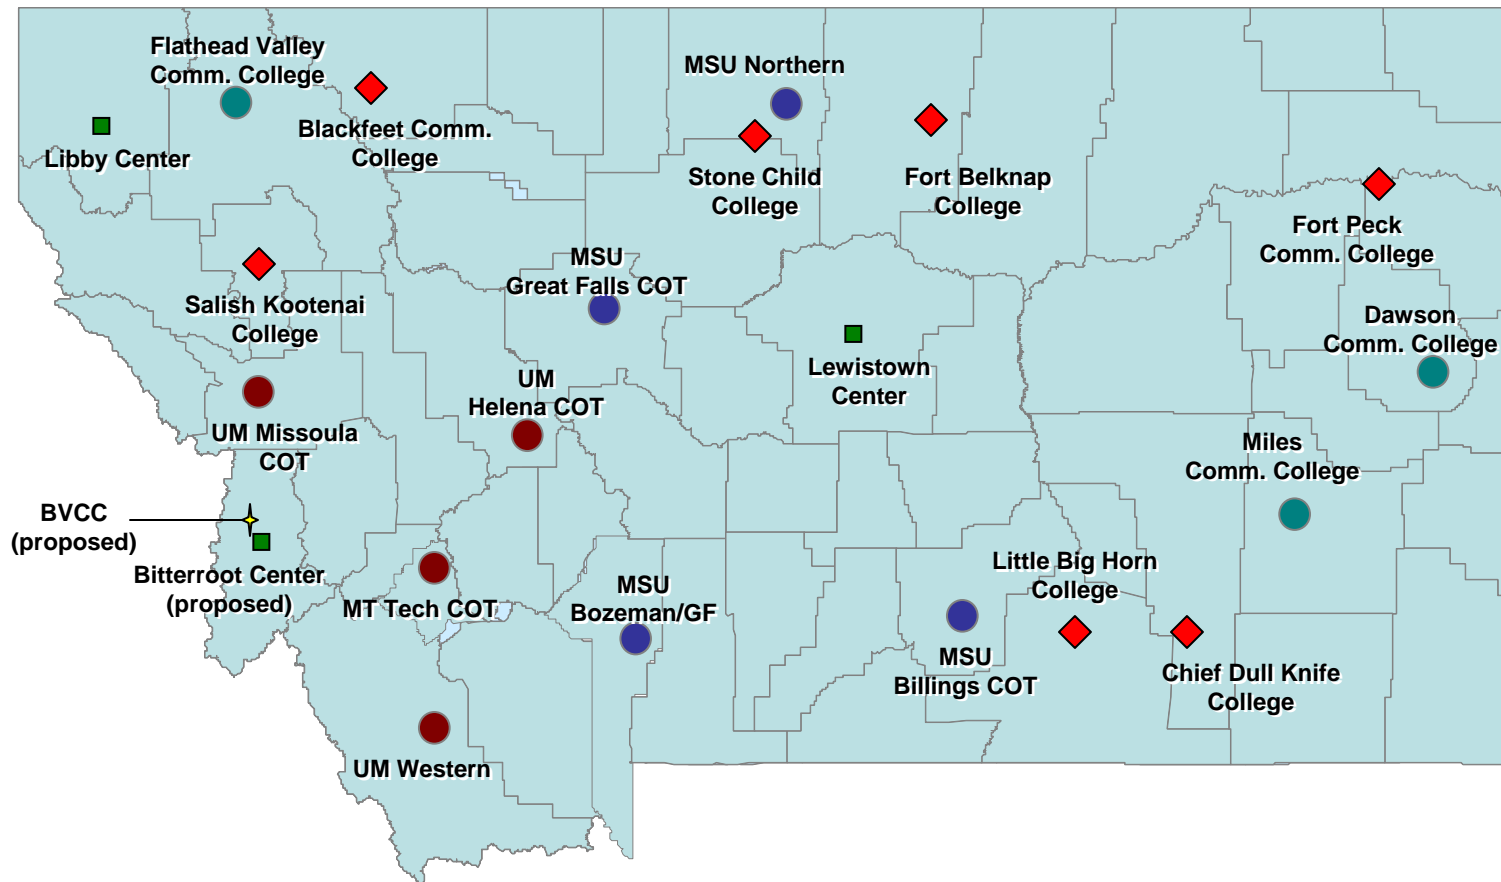 Flathead Valley
Comm. College
MSU Northern
Blackfeet Comm.
College
Libby Center
Stone Child
College
Fort Belknap
College
Fort Peck
Comm. College
MSU
Great Falls COT
Salish Kootenai
College
Dawson
Comm. College
Lewistown
Center
UM
Helena COT
UM Missoula
COT
Miles
Comm. College
BVCC
(proposed)
Bitterroot Center
(proposed)
MT Tech COT
MSU
Bozeman/GF
Little Big Horn
College
MSU
Billings COT
Chief Dull Knife
College
UM Western